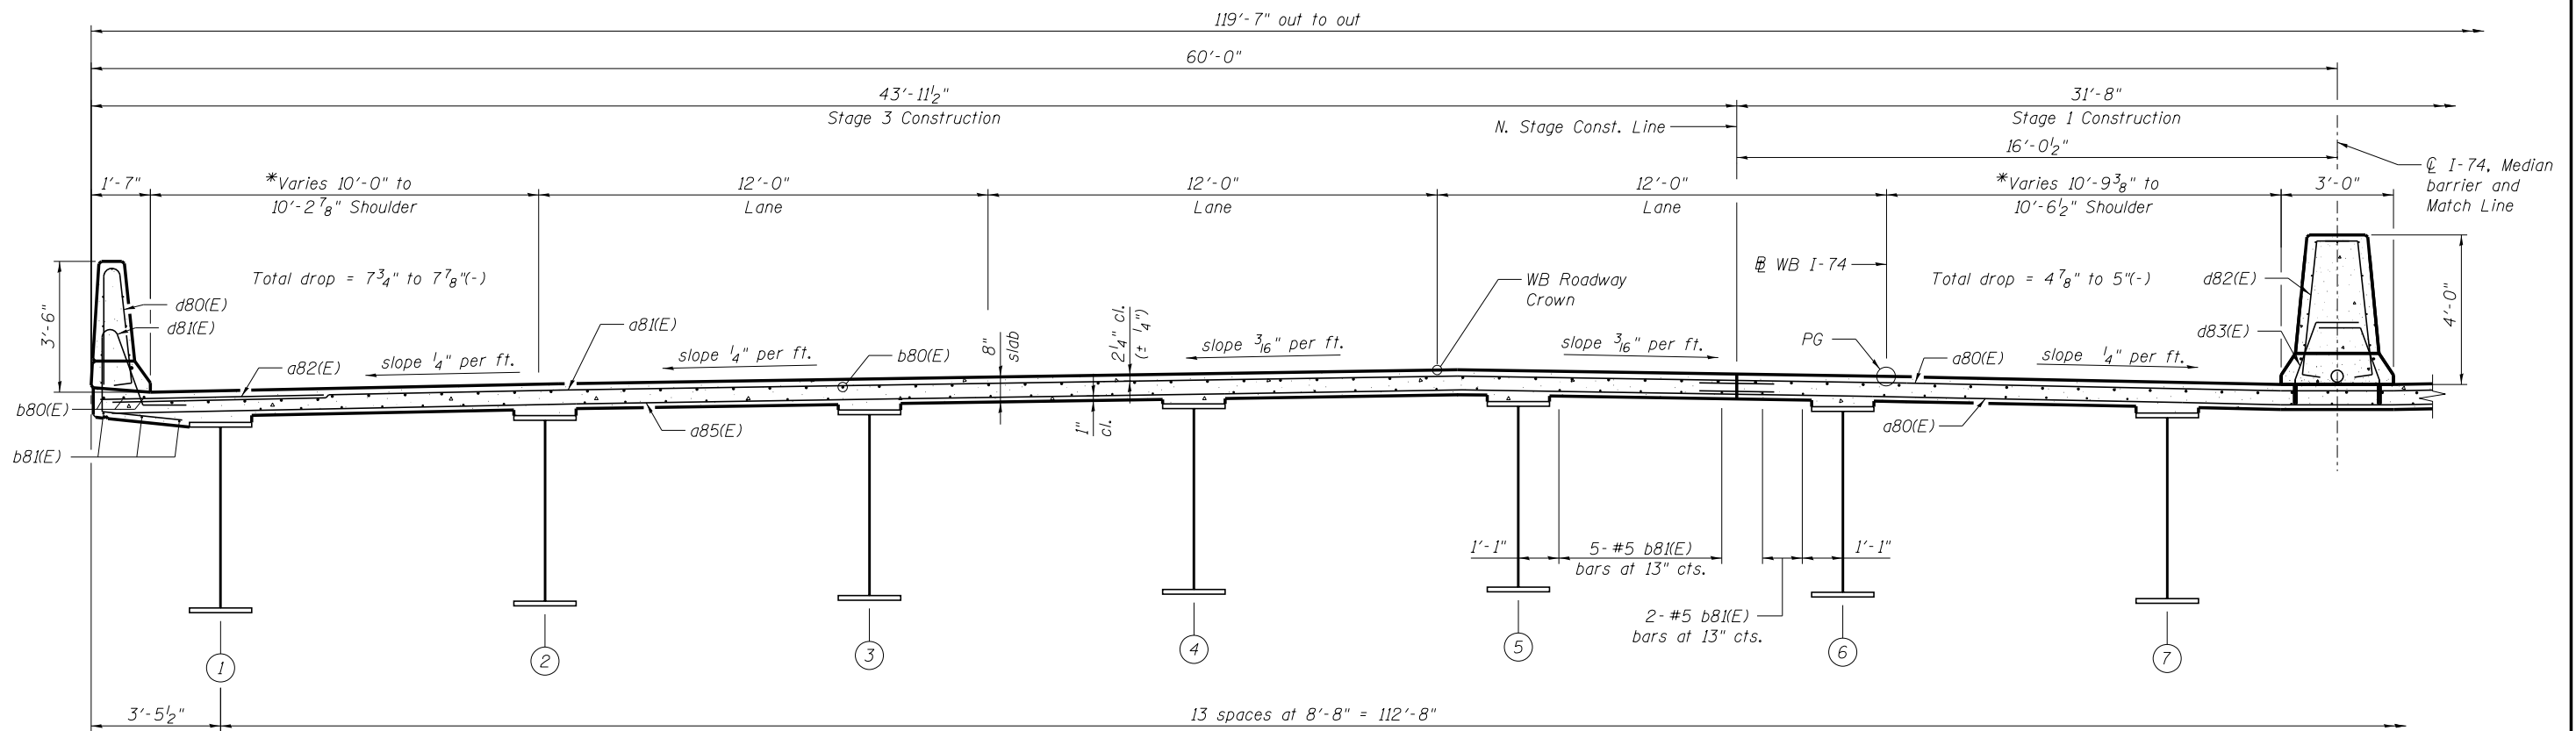 119'-7" out to out
60'-0"
43'-11½"
Stage 3 Construction
31'-8"
Stage 1 Construction
N. Stage Const. Line
16'-0½"
℄ I-74, Median
barrier and
Match Line
1'-7"
*Varies 10'-0" to
10'-2⅞" Shoulder
12'-0"
Lane
12'-0"
Lane
12'-0"
Lane
*Varies 10'-9⅜" to
10'-6½" Shoulder
3'-0"
Total drop = 7¾" to 7⅞"(-)
WB Roadway
Crown
WB I-74
Total drop = 4⅞" to 5"(-)
d82(E)
d83(E)
4'-0"
3'-6"
d80(E)
d81(E)
a82(E)
slope ¼" per ft.
a81(E)
slope ¼" per ft.
b80(E)
8"
slab
2¼" cl.
(± ¼")
slope 3/16" per ft.
slope 3/16" per ft.
PG
a80(E)
slope ¼" per ft.
b80(E)
b81(E)
a85(E)
1"
cl.
a80(E)
1'-1"
5-#5 b81(E)
bars at 13" cts.
1'-1"
2-#5 b81(E)
bars at 13" cts.
1
2
3
4
5
6
7
3'-5½"
13 spaces at 8'-8" = 112'-8"